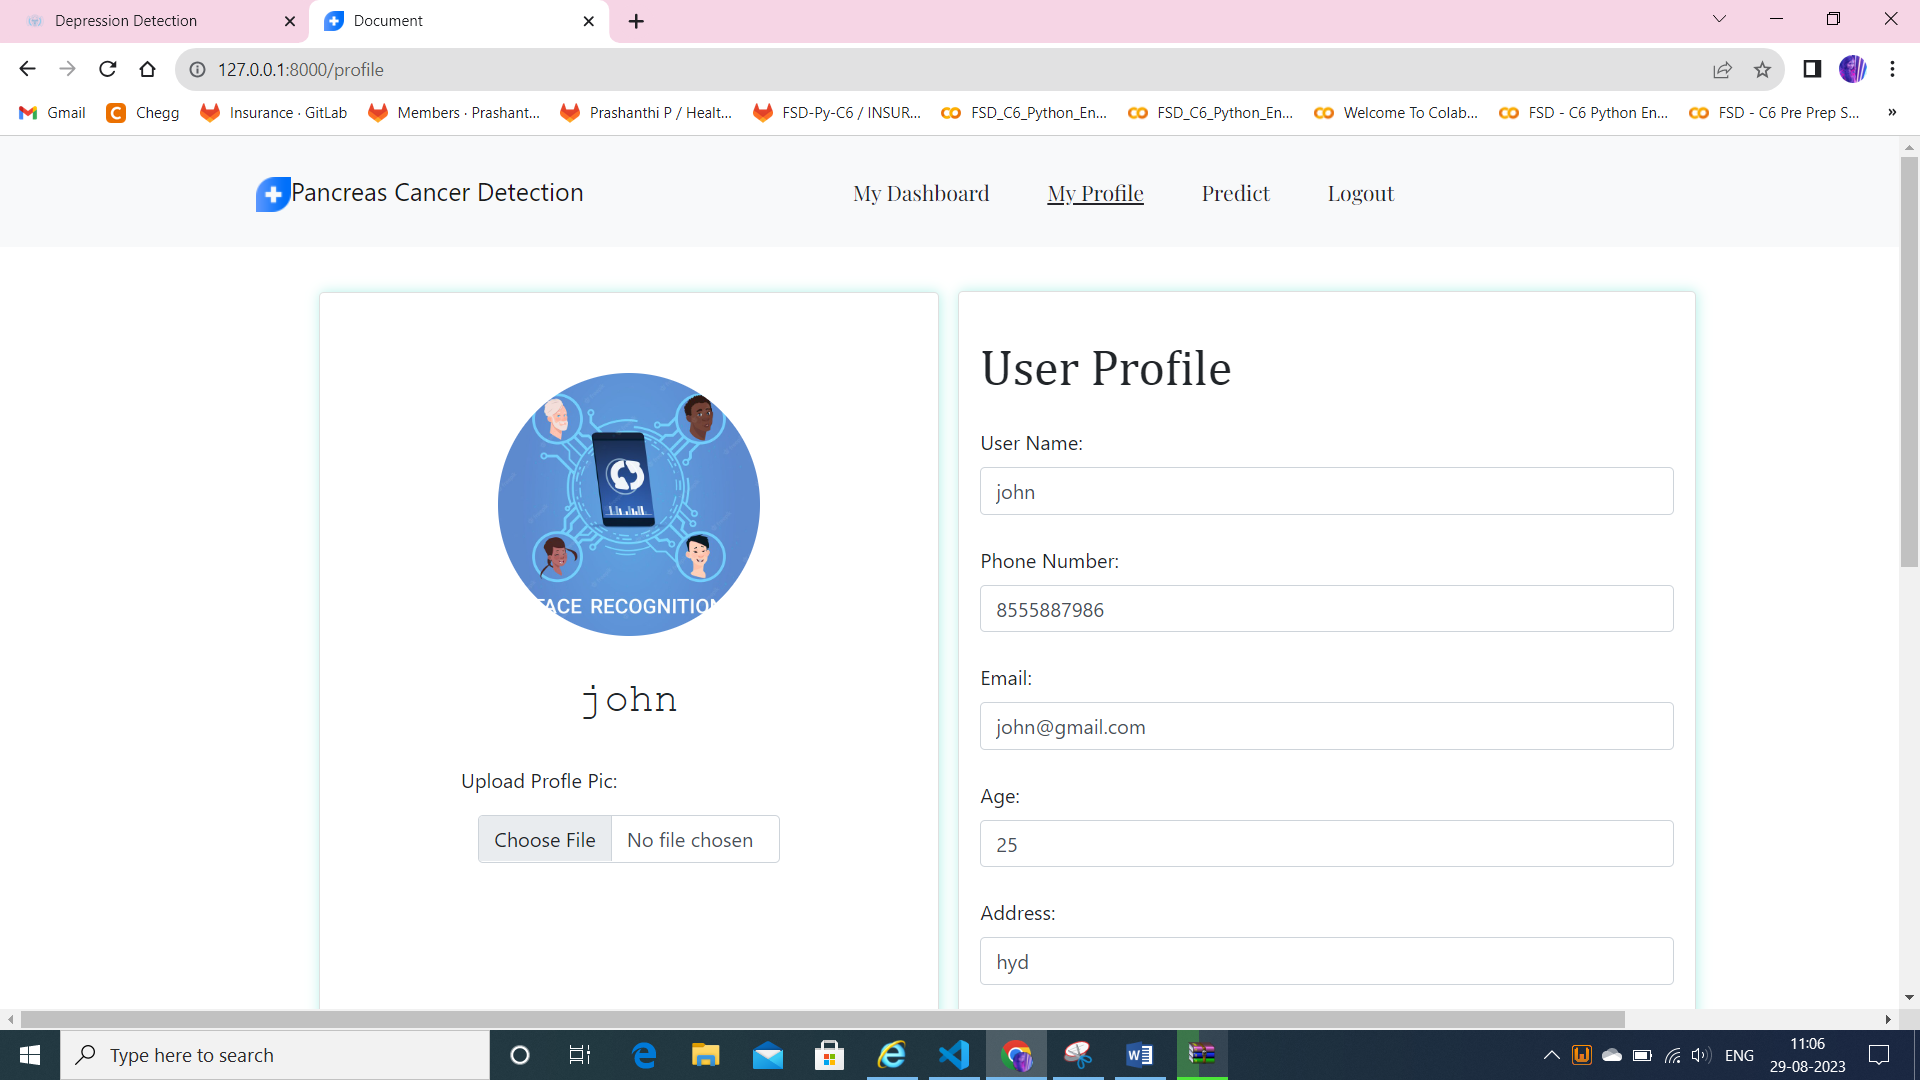 Depression Detection
Document
127.0.0.1:8000/profile
Gmail
Chegg
Insurance · GitLab
Members · Prashant...
Prashanthi P / Healt...
FSD-Py-C6 / INSUR...
FSD_C6_Python_En...
FSD_C6_Python_En...
Welcome To Colab...
FSD - C6 Python En...
FSD - C6 Pre Prep S...
»
Pancreas Cancer Detection
My Dashboard
My Profile
Predict
Logout
FACE RECOGNITION
john
Upload Profle Pic:
Choose File No file chosen
User Profile
User Name:
john
Phone Number:
8555887986
Email:
john@gmail.com
Age:
25
Address:
hyd
Type here to search
ENG
11:06
29-08-2023